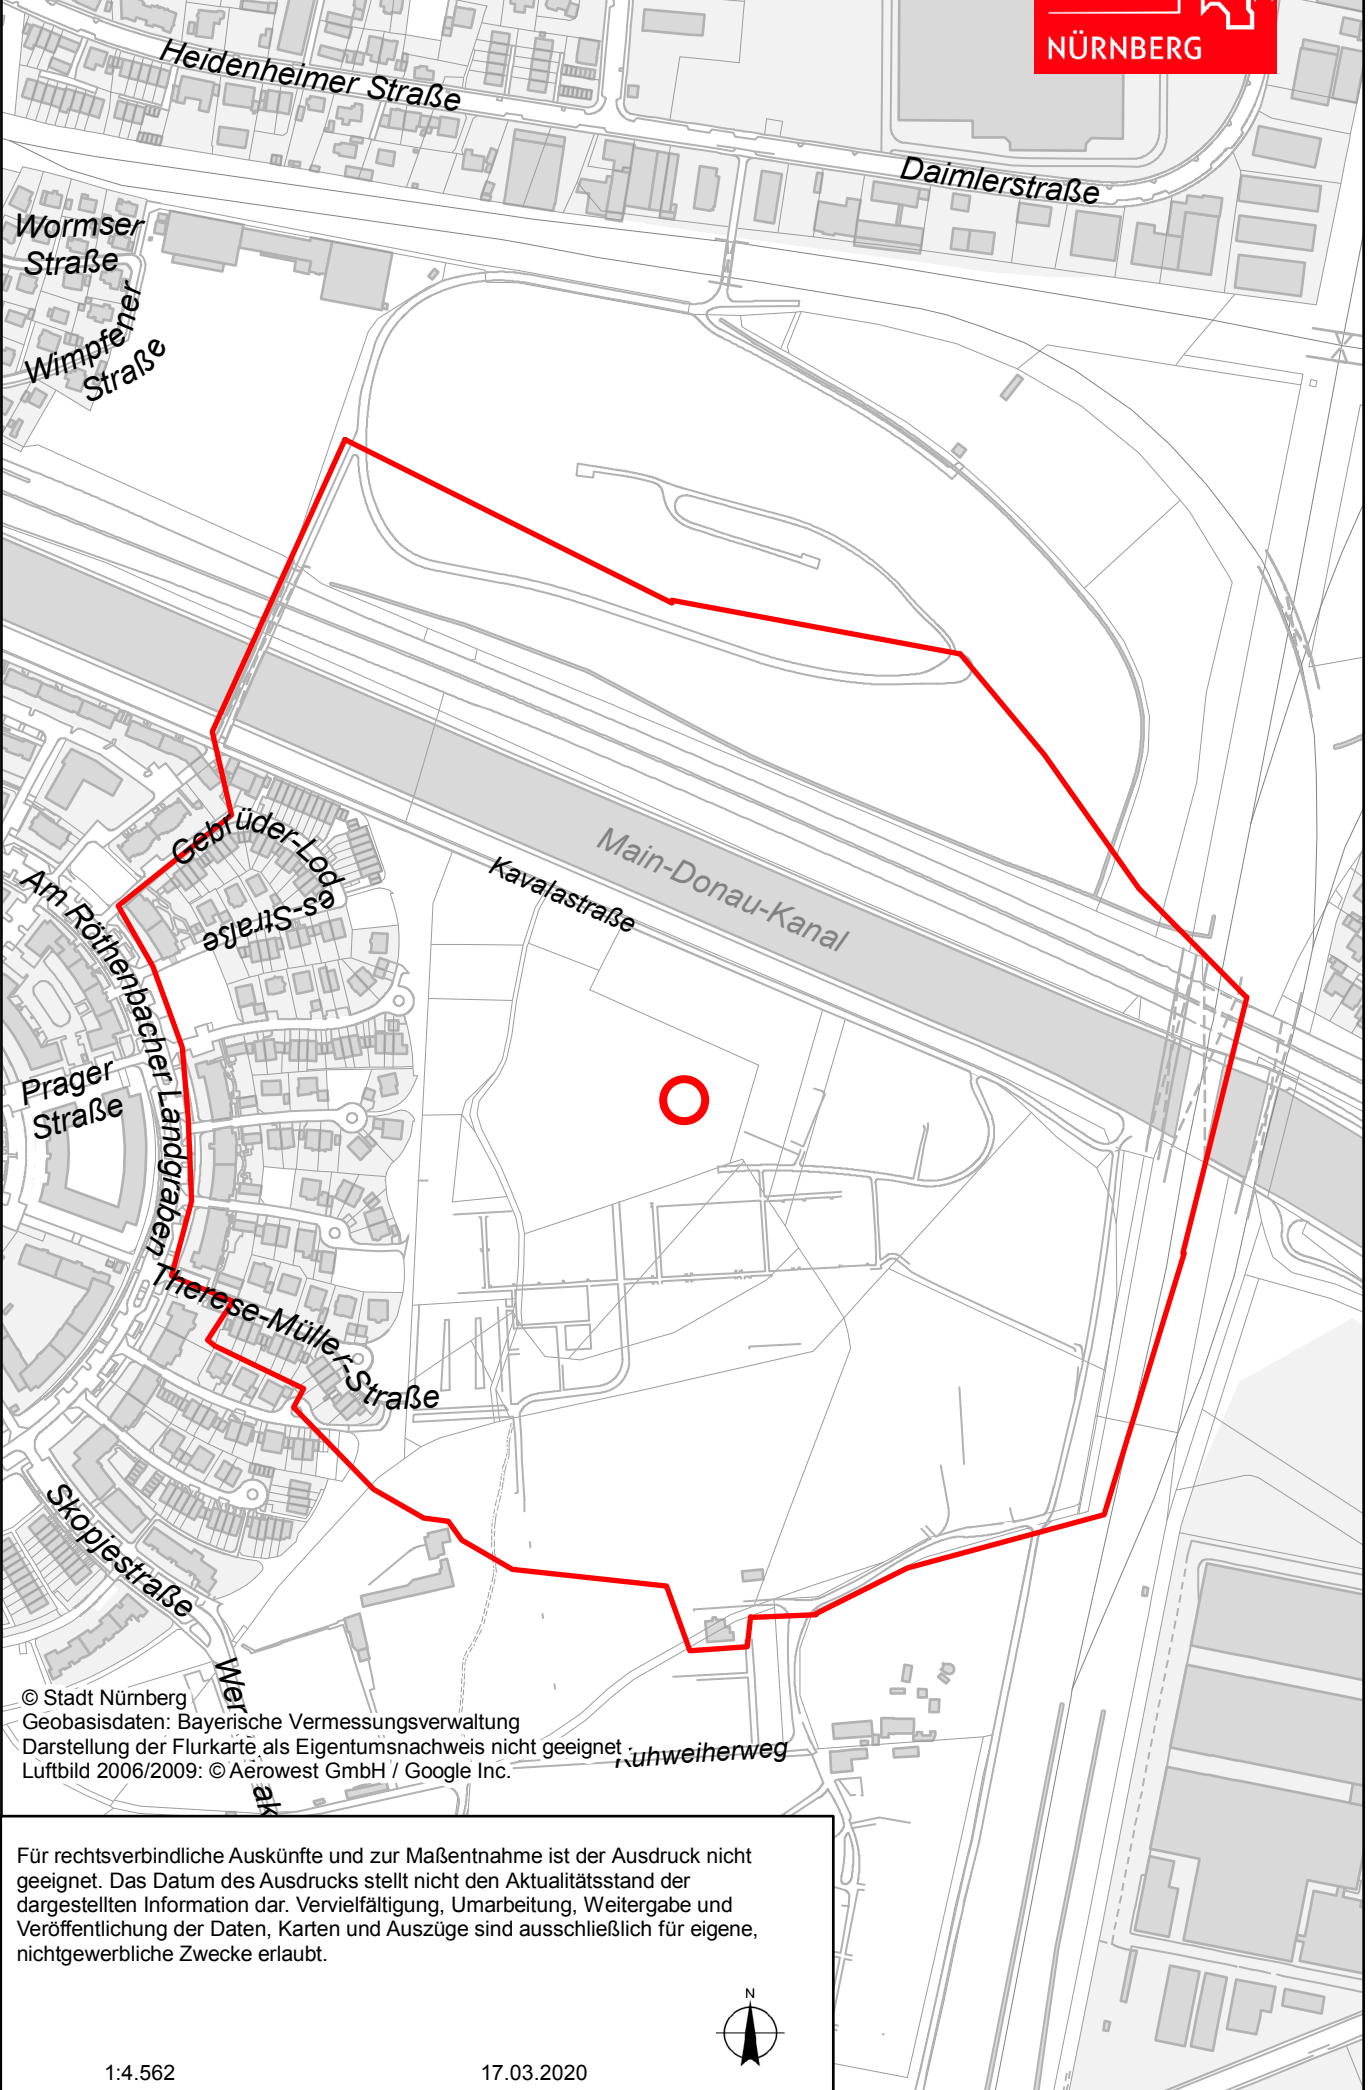 NÜRNBERG
Heidenheimer Straße
Daimlerstraße
Wormser
Straße
Wimpfener
Straße
Gebrüder-Lod
es-Straße
Kavalastraße
Main-Donau-Kanal
Am Röthenbacher Landgraben
Prager
Straße
Therese-Müller-Straße
Skopjestraße
Wer
ak
© Stadt Nürnberg
Geobasisdaten: Bayerische Vermessungsverwaltung
Darstellung der Flurkarte als Eigentumsnachweis nicht geeignet
Luftbild 2006/2009: © Aerowest GmbH / Google Inc.
Kuhweiherweg
Für rechtsverbindliche Auskünfte und zur Maßentnahme ist der Ausdruck nicht
geeignet. Das Datum des Ausdrucks stellt nicht den Aktualitätsstand der
dargestellten Information dar. Vervielfältigung, Umarbeitung, Weitergabe und
Veröffentlichung der Daten, Karten und Auszüge sind ausschließlich für eigene,
nichtgewerbliche Zwecke erlaubt.
N
1:4.562
17.03.2020